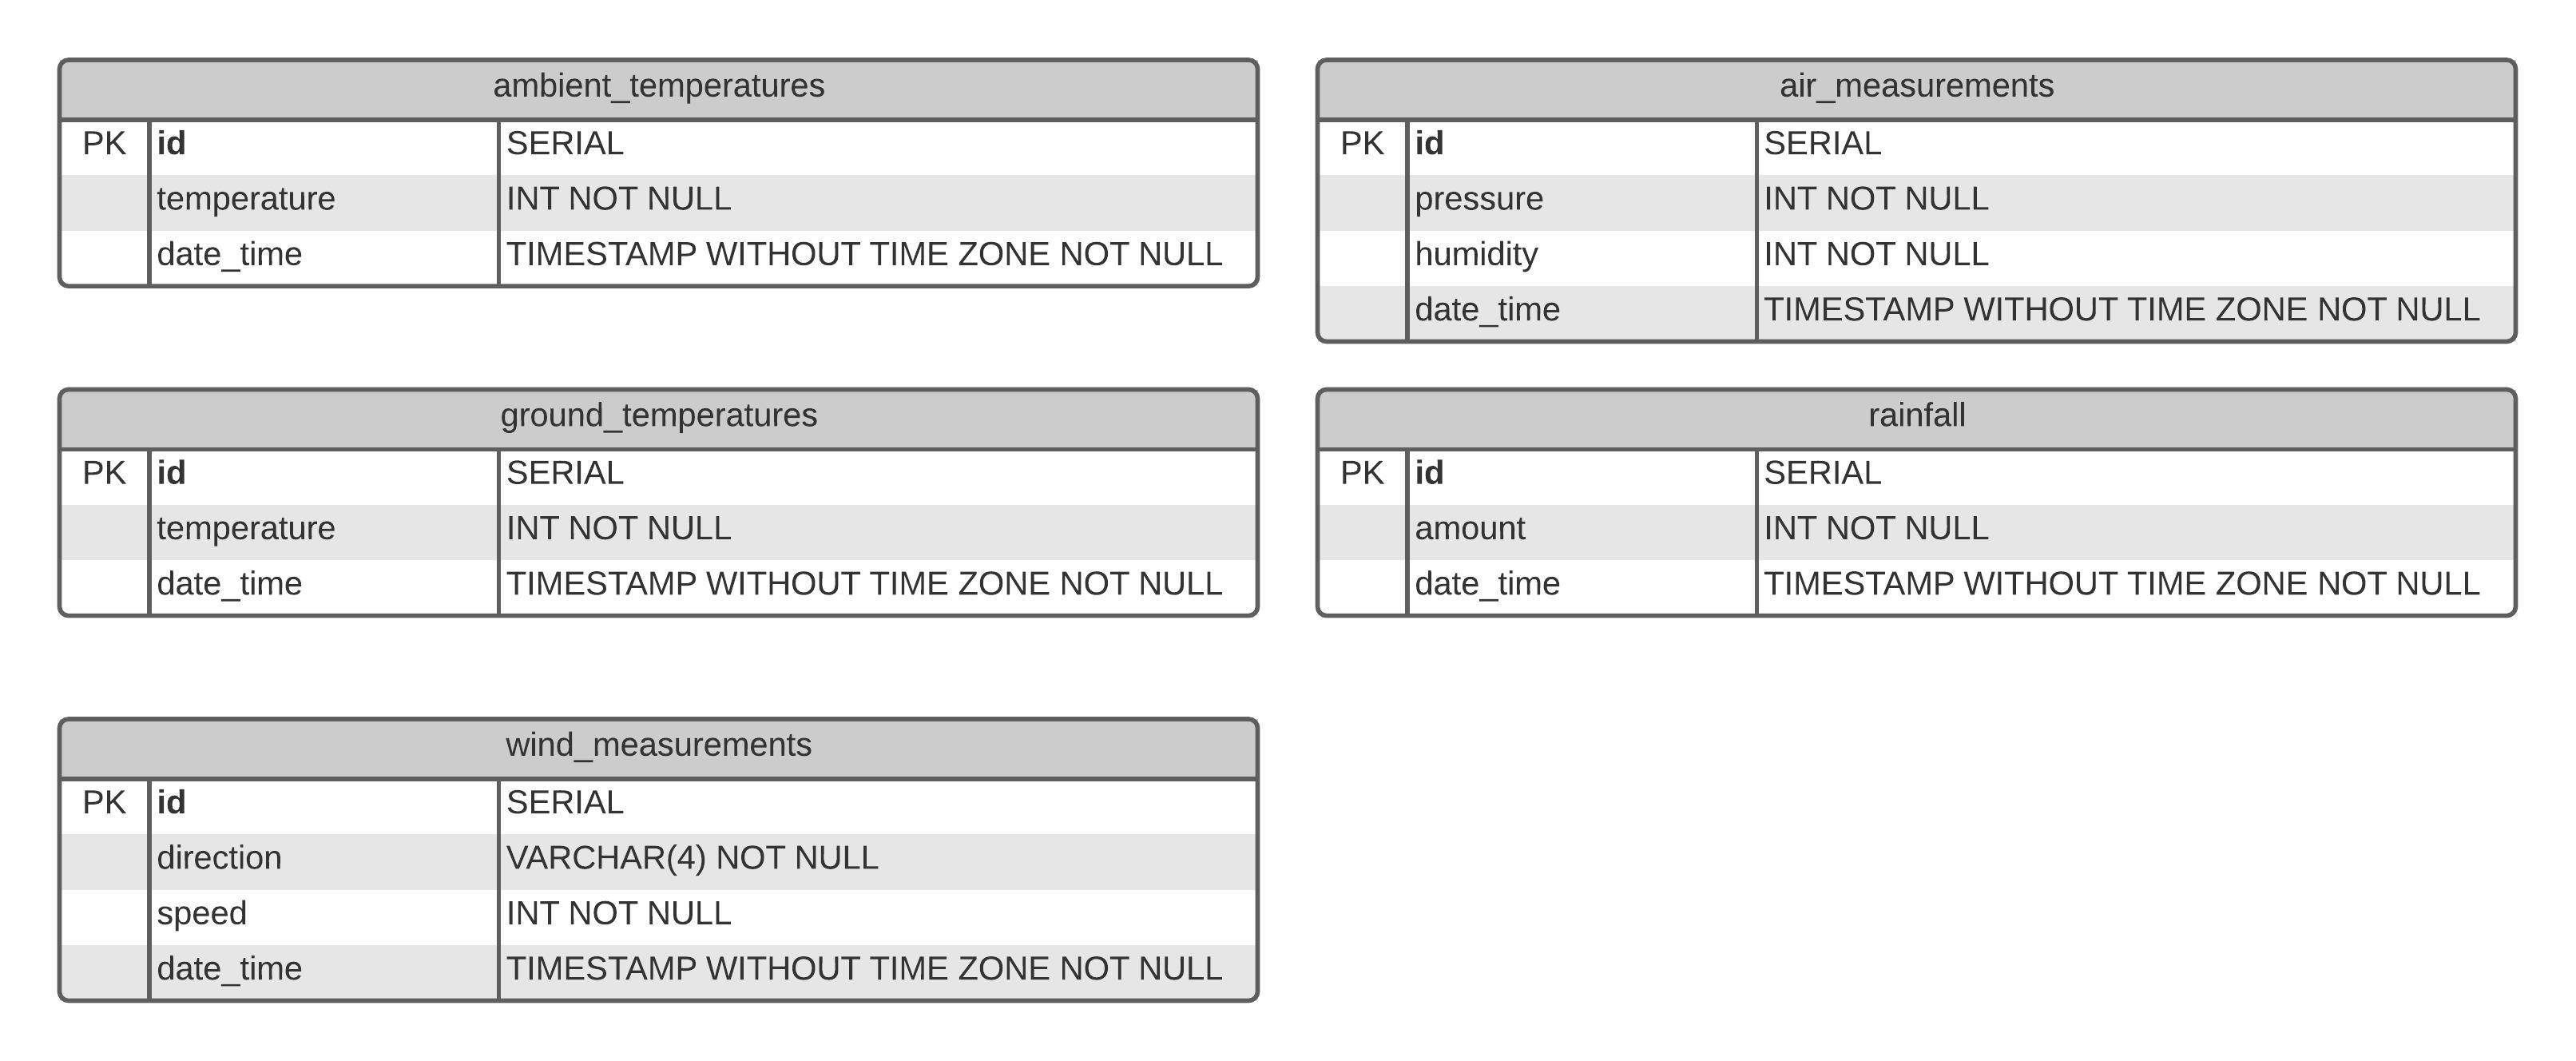 ambient_temperatures
PK id SERIAL
temperature INT NOT NULL
date_time TIMESTAMP WITHOUT TIME ZONE NOT NULL
air_measurements
PK id SERIAL
pressure INT NOT NULL
humidity INT NOT NULL
date_time TIMESTAMP WITHOUT TIME ZONE NOT NULL
ground_temperatures
PK id SERIAL
temperature INT NOT NULL
date_time TIMESTAMP WITHOUT TIME ZONE NOT NULL
rainfall
PK id SERIAL
amount INT NOT NULL
date_time TIMESTAMP WITHOUT TIME ZONE NOT NULL
wind_measurements
PK id SERIAL
direction VARCHAR(4) NOT NULL
speed INT NOT NULL
date_time TIMESTAMP WITHOUT TIME ZONE NOT NULL